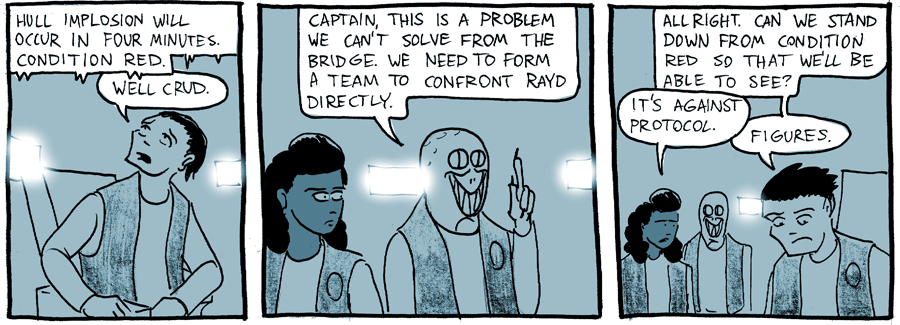 HULL IMPLOSION WILL
OCCUR IN FOUR MINUTES.
CONDITION RED.
WELL CRUD.
CAPTAIN, THIS IS A PROBLEM
WE CAN'T SOLVE FROM THE
BRIDGE. WE NEED TO FORM
A TEAM TO CONFRONT RAYD
DIRECTLY.
ALL RIGHT. CAN WE STAND
DOWN FROM CONDITION
RED SO THAT WE'LL BE
ABLE TO SEE?
IT'S AGAINST
PROTOCOL.
FIGURES.